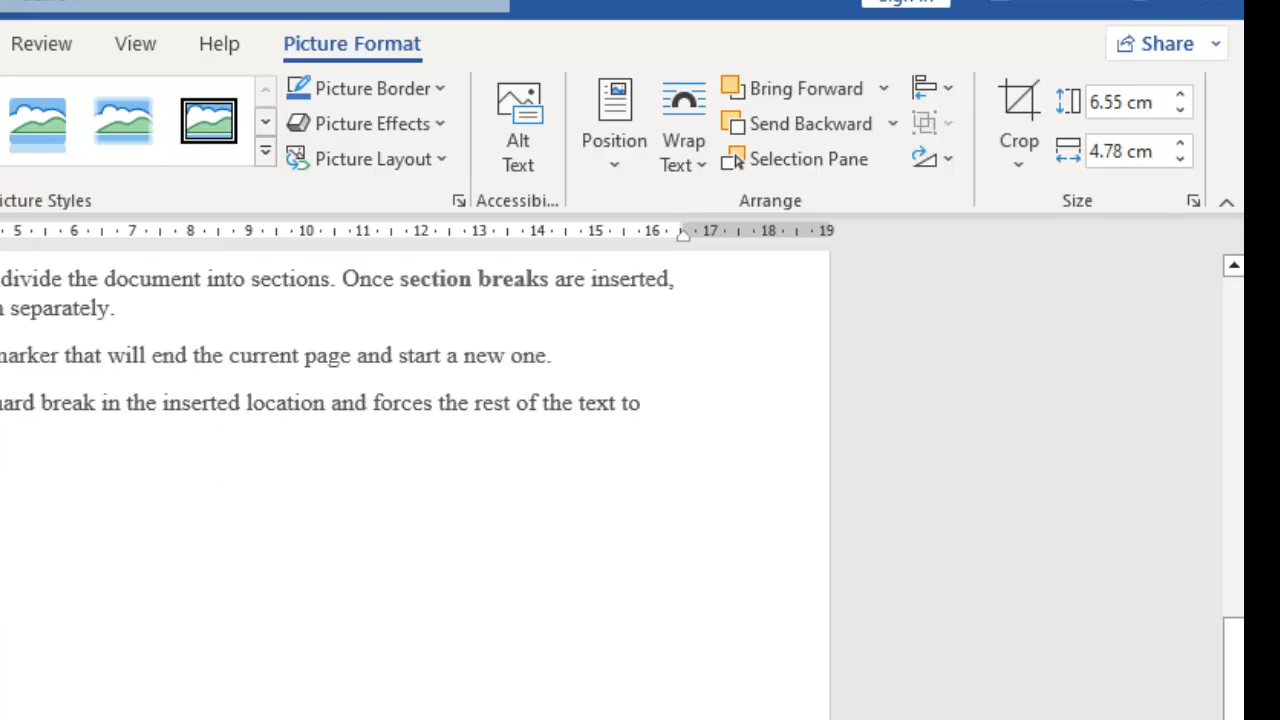 Review View Help Picture Format Share
Picture Border
Picture Effects
Picture Layout
Alt
Text
Position
Wrap
Text
Bring Forward
Send Backward
Selection Pane
Crop
6.55 cm
4.78 cm
icture Styles Accessibi... Arrange Size
5 6 7 8 9 10 11 12 13 14 15 16 17 18 19
divide the document into sections. Once section breaks are inserted,
separately.
marker that will end the current page and start a new one.
hard break in the inserted location and forces the rest of the text to